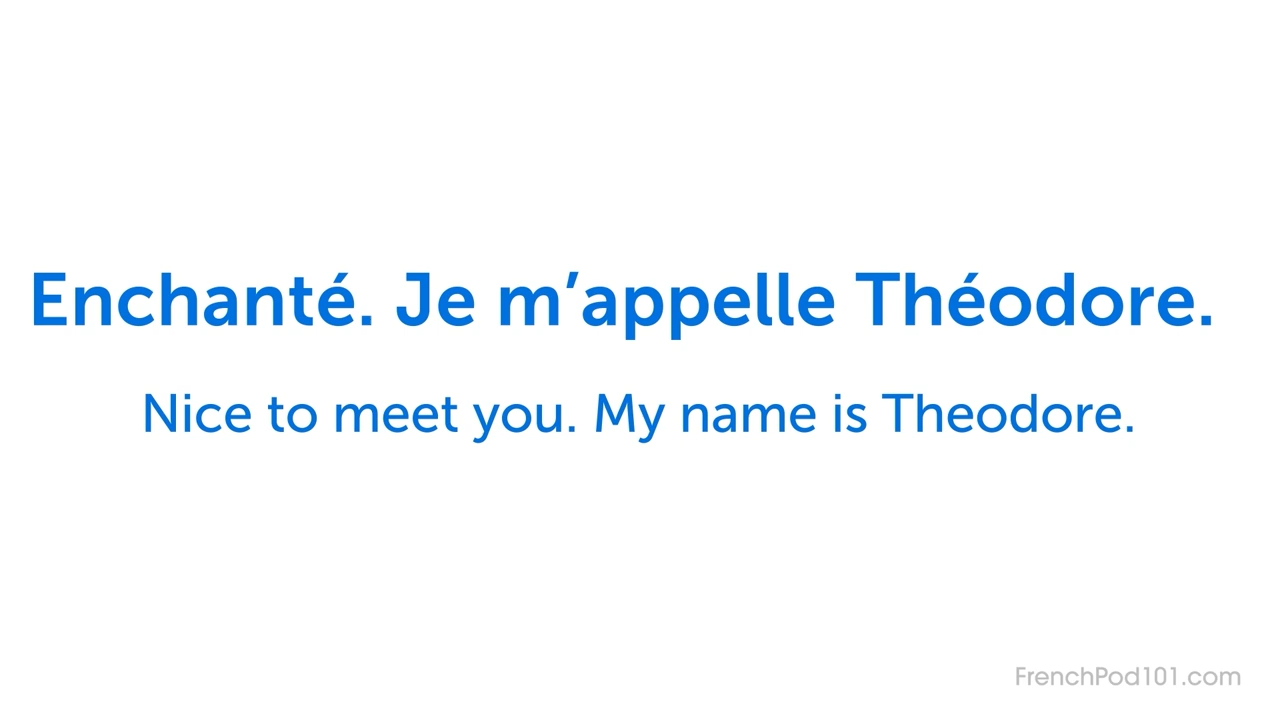 Enchanté. Je m’appelle Théodore.
Nice to meet you. My name is Theodore.
FrenchPod101.com